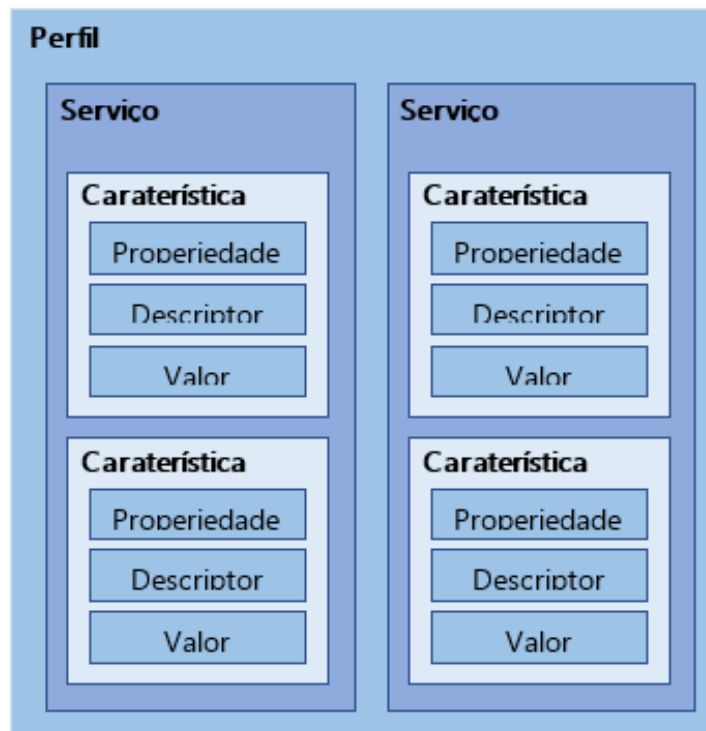 Perfil
Serviço
Caraterística
Properiedade
Descriptor
Valor
Caraterística
Properiedade
Descriptor
Valor
Serviço
Caraterística
Properiedade
Descriptor
Valor
Caraterística
Properiedade
Descriptor
Valor